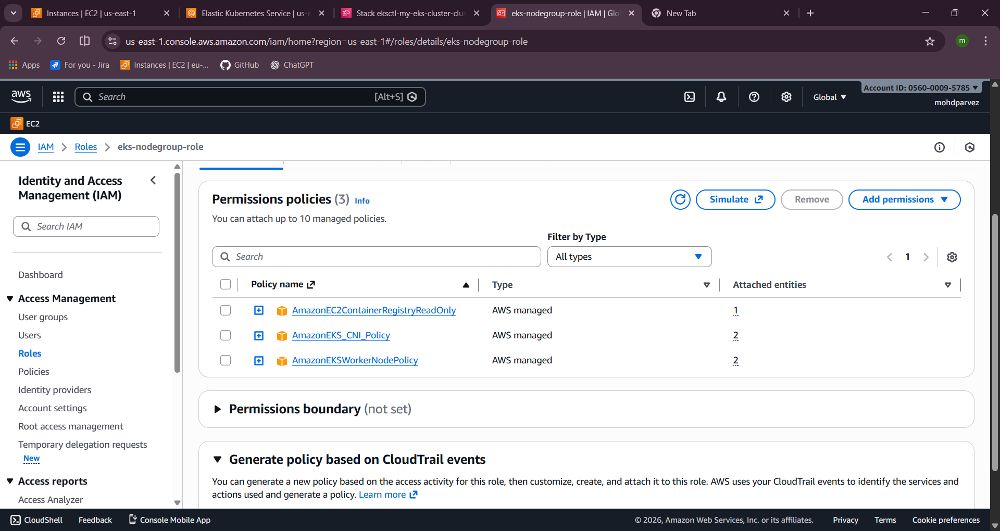 Instances | EC2 | us-east-1
Elastic Kubernetes Service | us-e
Stack eksctl-my-eks-cluster-clus
eks-nodegroup-role | IAM | Glo
New Tab
us-east-1.console.aws.amazon.com/iam/home?region=us-east-1#/roles/details/eks-nodegroup-role
m
Apps
For you - Jira
Instances | EC2 | eu-...
GitHub
ChatGPT
aws
Search
[Alt+S]
Global
Account ID: 0560-0009-5785
mohdparvez
EC2
IAM
Roles
eks-nodegroup-role
Identity and Access
Management (IAM)
Search IAM
Dashboard
Access Management
User groups
Users
Roles
Policies
Identity providers
Account settings
Root access management
Temporary delegation requests
New
Access reports
Access Analyzer
Permissions policies (3) Info
Simulate
Remove
Add permissions
You can attach up to 10 managed policies.
Filter by Type
Search
All types
1
Policy name
Type
Attached entities
AmazonEC2ContainerRegistryReadOnly AWS managed 1
AmazonEKS_CNI_Policy AWS managed 2
AmazonEKSWorkerNodePolicy AWS managed 2
Permissions boundary (not set)
Generate policy based on CloudTrail events
You can generate a new policy based on the access activity for this role, then customize, create, and attach it to this role. AWS uses your CloudTrail events to identify the services and
actions used and generate a policy. Learn more
CloudShell
Feedback
Console Mobile App
© 2026, Amazon Web Services, Inc. or its affiliates.
Privacy
Terms
Cookie preferences